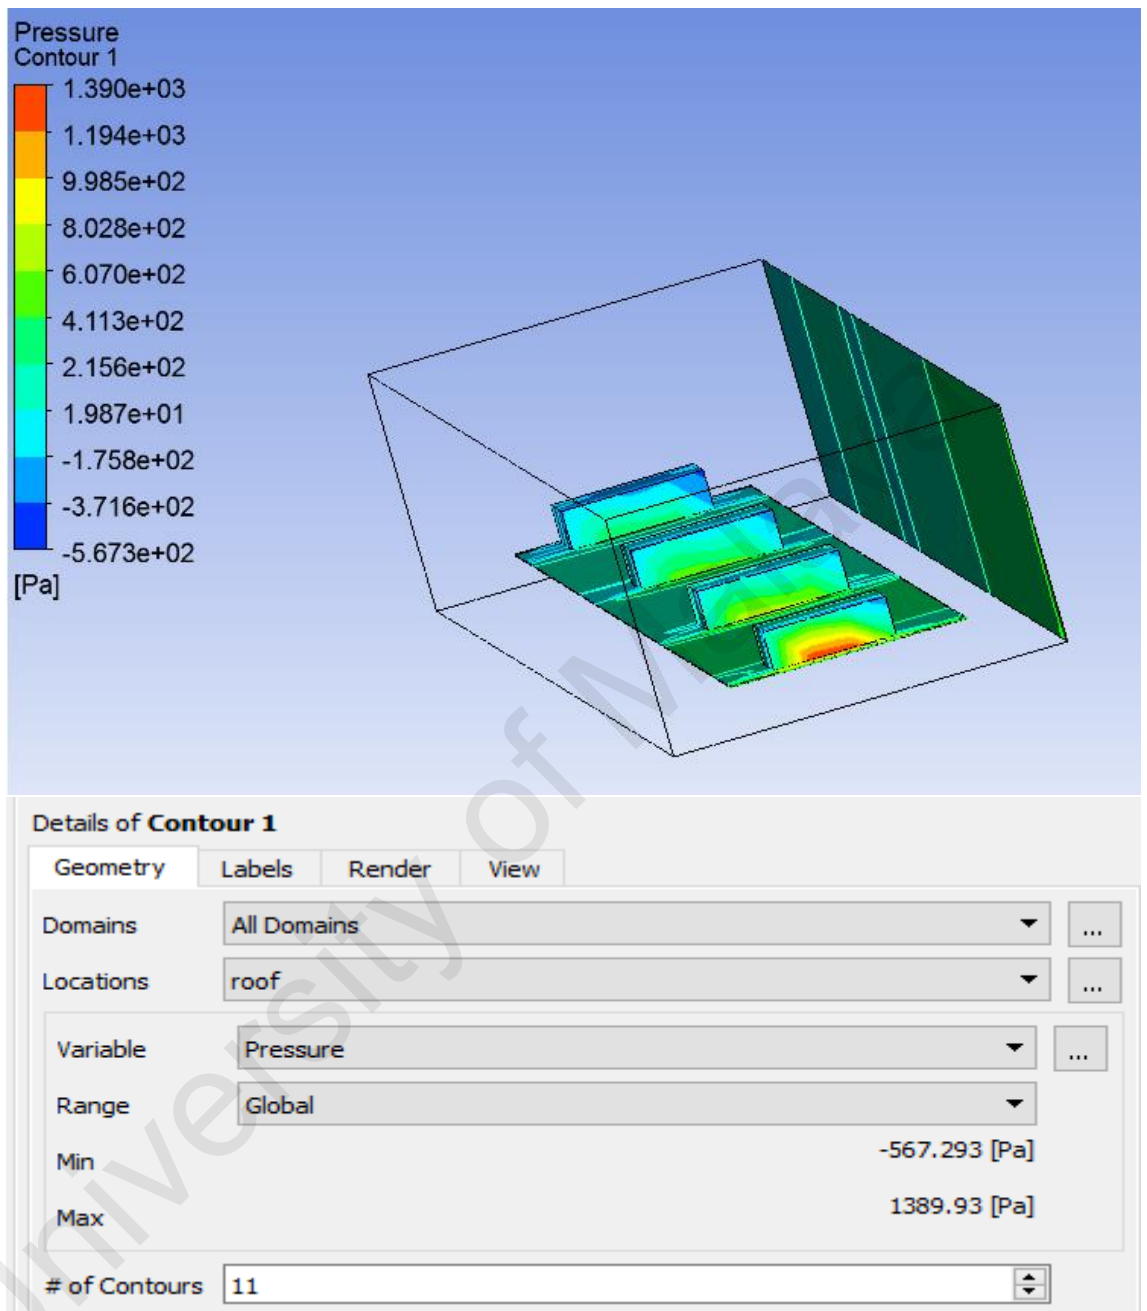 Pressure
Contour 1
1.390e+03
1.194e+03
9.985e+02
8.028e+02
6.070e+02
4.113e+02
2.156e+02
1.987e+01
-1.758e+02
-3.716e+02
-5.673e+02
[Pa]
Details of Contour 1
Geometry Labels Render View
Domains All Domains ...
Locations roof ...
Variable Pressure ...
Range Global
Min -567.293 [Pa]
Max 1389.93 [Pa]
# of Contours 11
University of Malaya